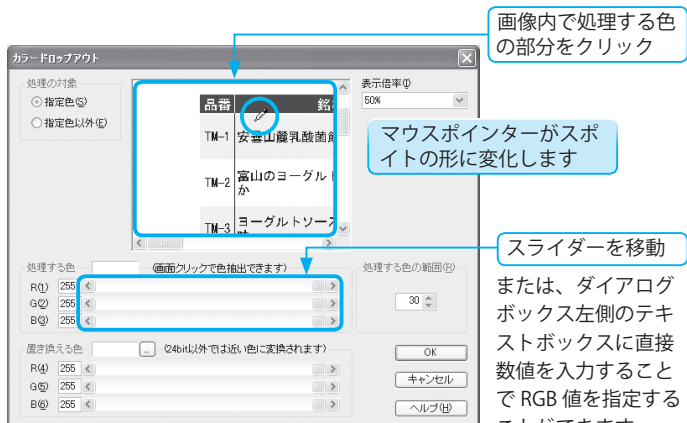 画像内で処理する色
の部分をクリック
カラードロップアウト
処理の対象
指定色(S)
指定色以外(E)
品番
銘
TM-1
TM-2 富山のヨーグルト
か
TM-3 ヨーグルトソース
表示倍率(I)
50%
マウスポインターがスポ
イトの形に変化します
スライダーを移動
または、ダイアログ
ボックス左側のテキ
ストボックスに直接
数値を入力すること
で RGB 値を指定する
処理する色
(画面クリックで色抽出できます)
R(1) 255
G(2) 255
B(3) 255
処理する色の範囲(R)
30
置き換える色
...
(24bit以外では近い色に変換されます)
R(4) 255
G(5) 255
B(6) 255
OK
キャンセル
ヘルプ(H)